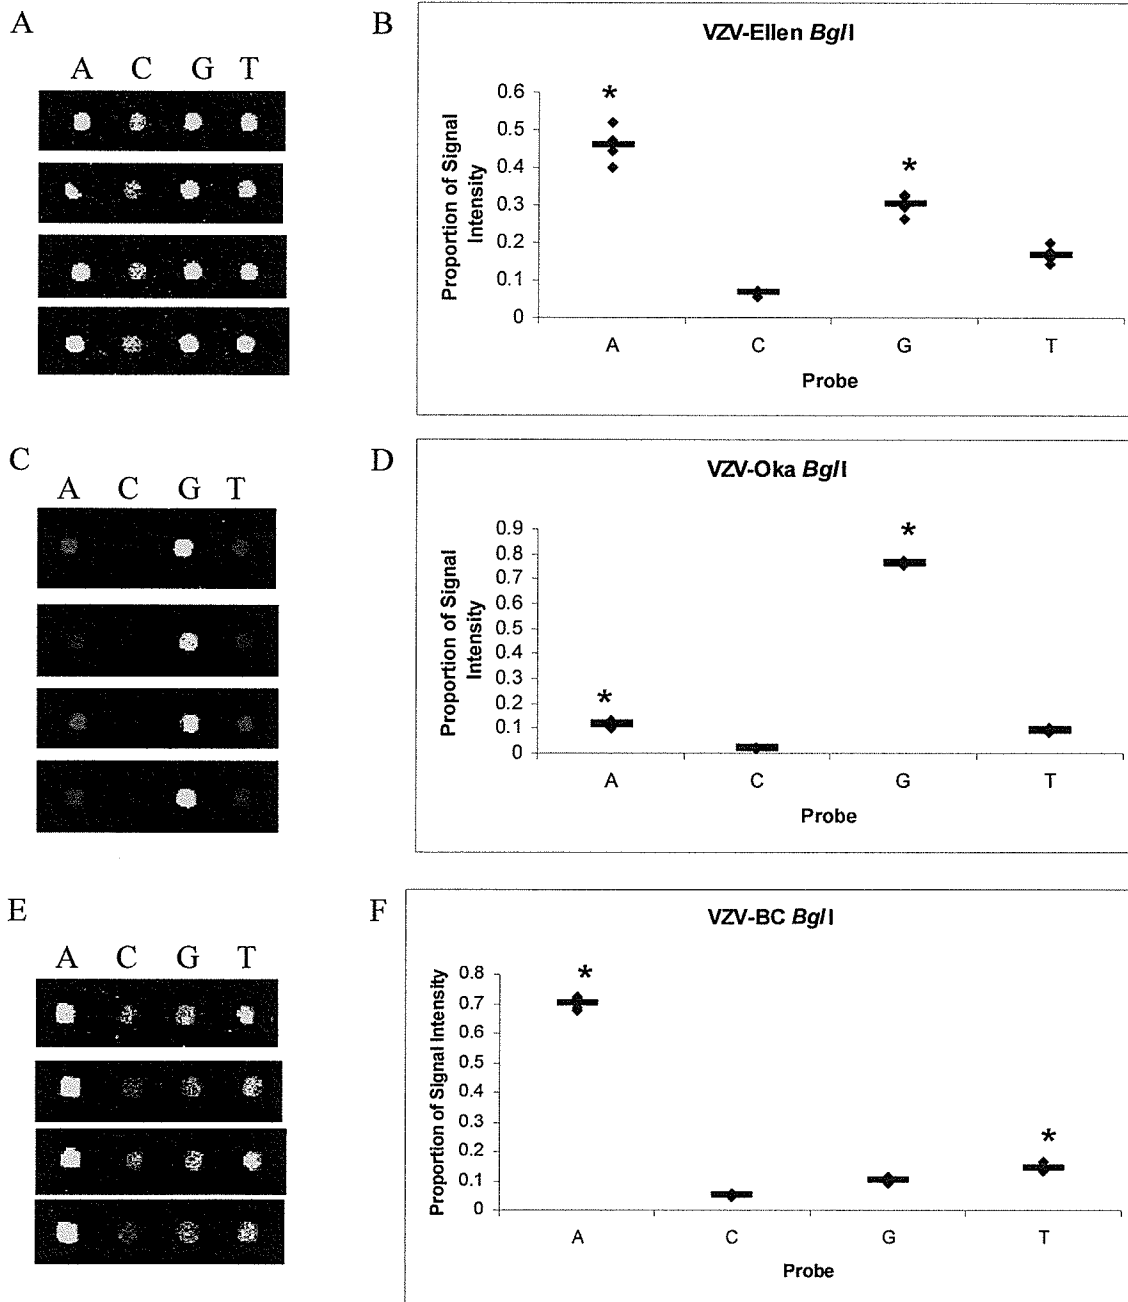 A
A C G T
B
VZV-Ellen BglI
Proportion of Signal
Intensity
*
*
0.6
0.5
0.4
0.3
0.2
0.1
0
A C G T
Probe
C
A C G T
D
VZV-Oka BglI
Proportion of Signal
Intensity
*
*
0.9
0.8
0.7
0.6
0.5
0.4
0.3
0.2
0.1
0
A C G T
Probe
E
A C G T
F
VZV-BC BglI
Proportion of Signal Intensity
*
*
0.8
0.7
0.6
0.5
0.4
0.3
0.2
0.1
0
A C G T
Probe